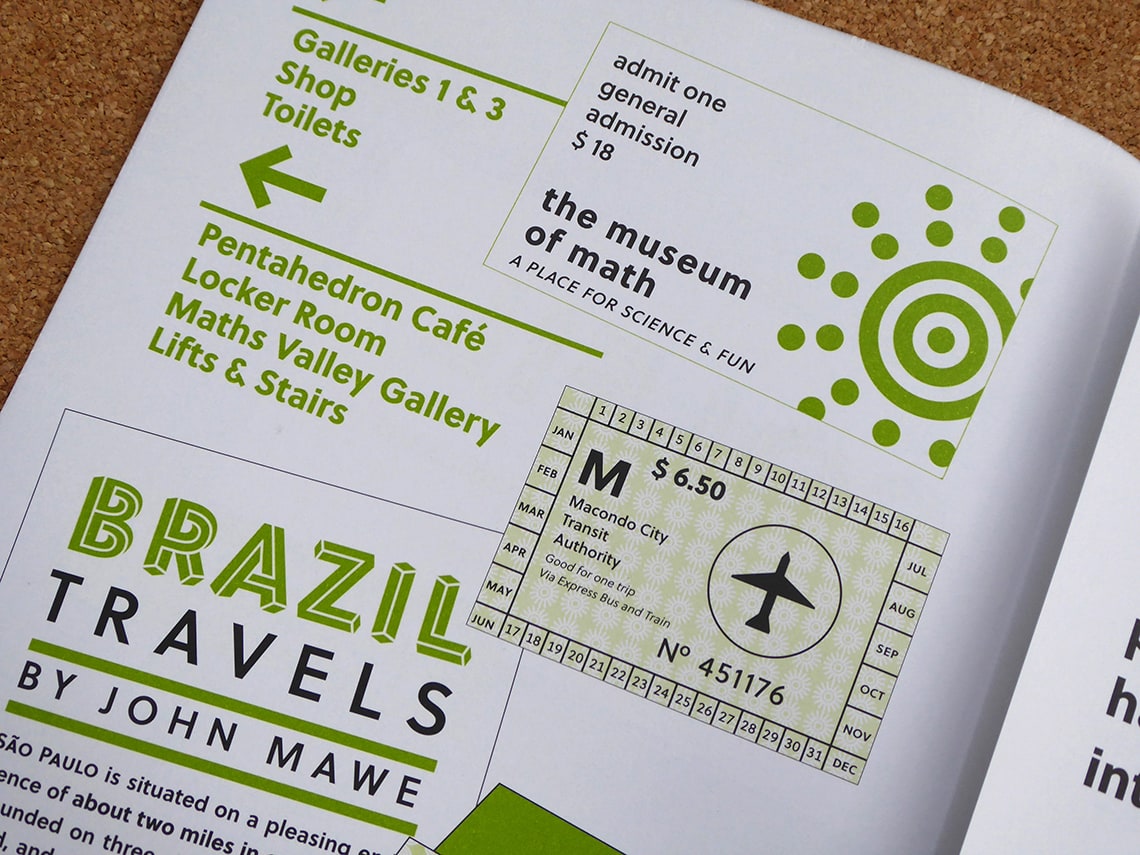 Galleries 1 & 3
Shop
Toilets
Pentahedron Café
Locker Room
Maths Valley Gallery
Lifts & Stairs
admit one
general
admission
$ 18
the museum
of math
A PLACE FOR SCIENCE & FUN
1 2 3 4 5 6 7 8 9 10 11 12 13 14 15 16
JAN
FEB
MAR
APR
MAY
JUN
M $ 6.50
Macondo City
Transit
Authority
Good for one trip
Via Express Bus and Train
Nº 451176
JUL
AUG
SEP
OCT
NOV
DEC
17 18 19 20 21 22 23 24 25 26 27 28 29 30 31
BRAZIL
TRAVELS
BY JOHN MAWE
SÃO PAULO is situated on a pleasing
of about two miles in
on three
and
int